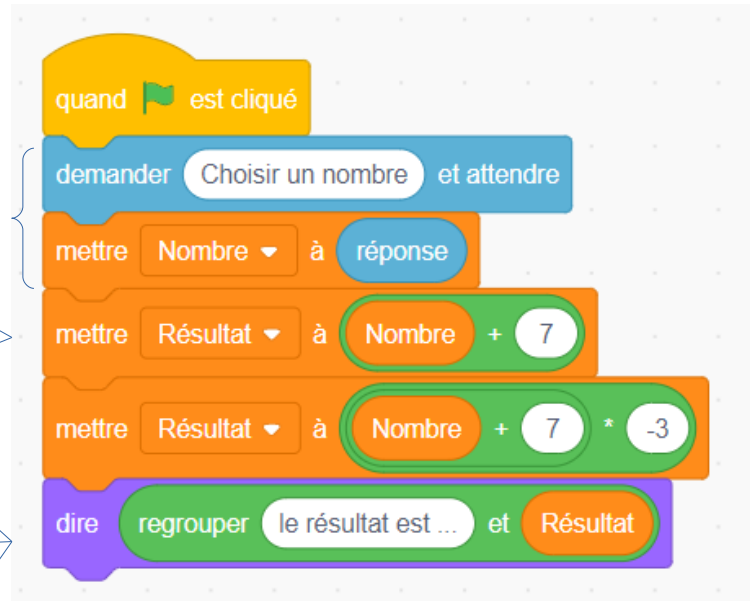 quand est cliqué
demander Choisir un nombre et attendre
mettre Nombre à réponse
mettre Résultat à Nombre + 7
mettre Résultat à Nombre + 7 * -3
dire regrouper le résultat est ... et Résultat